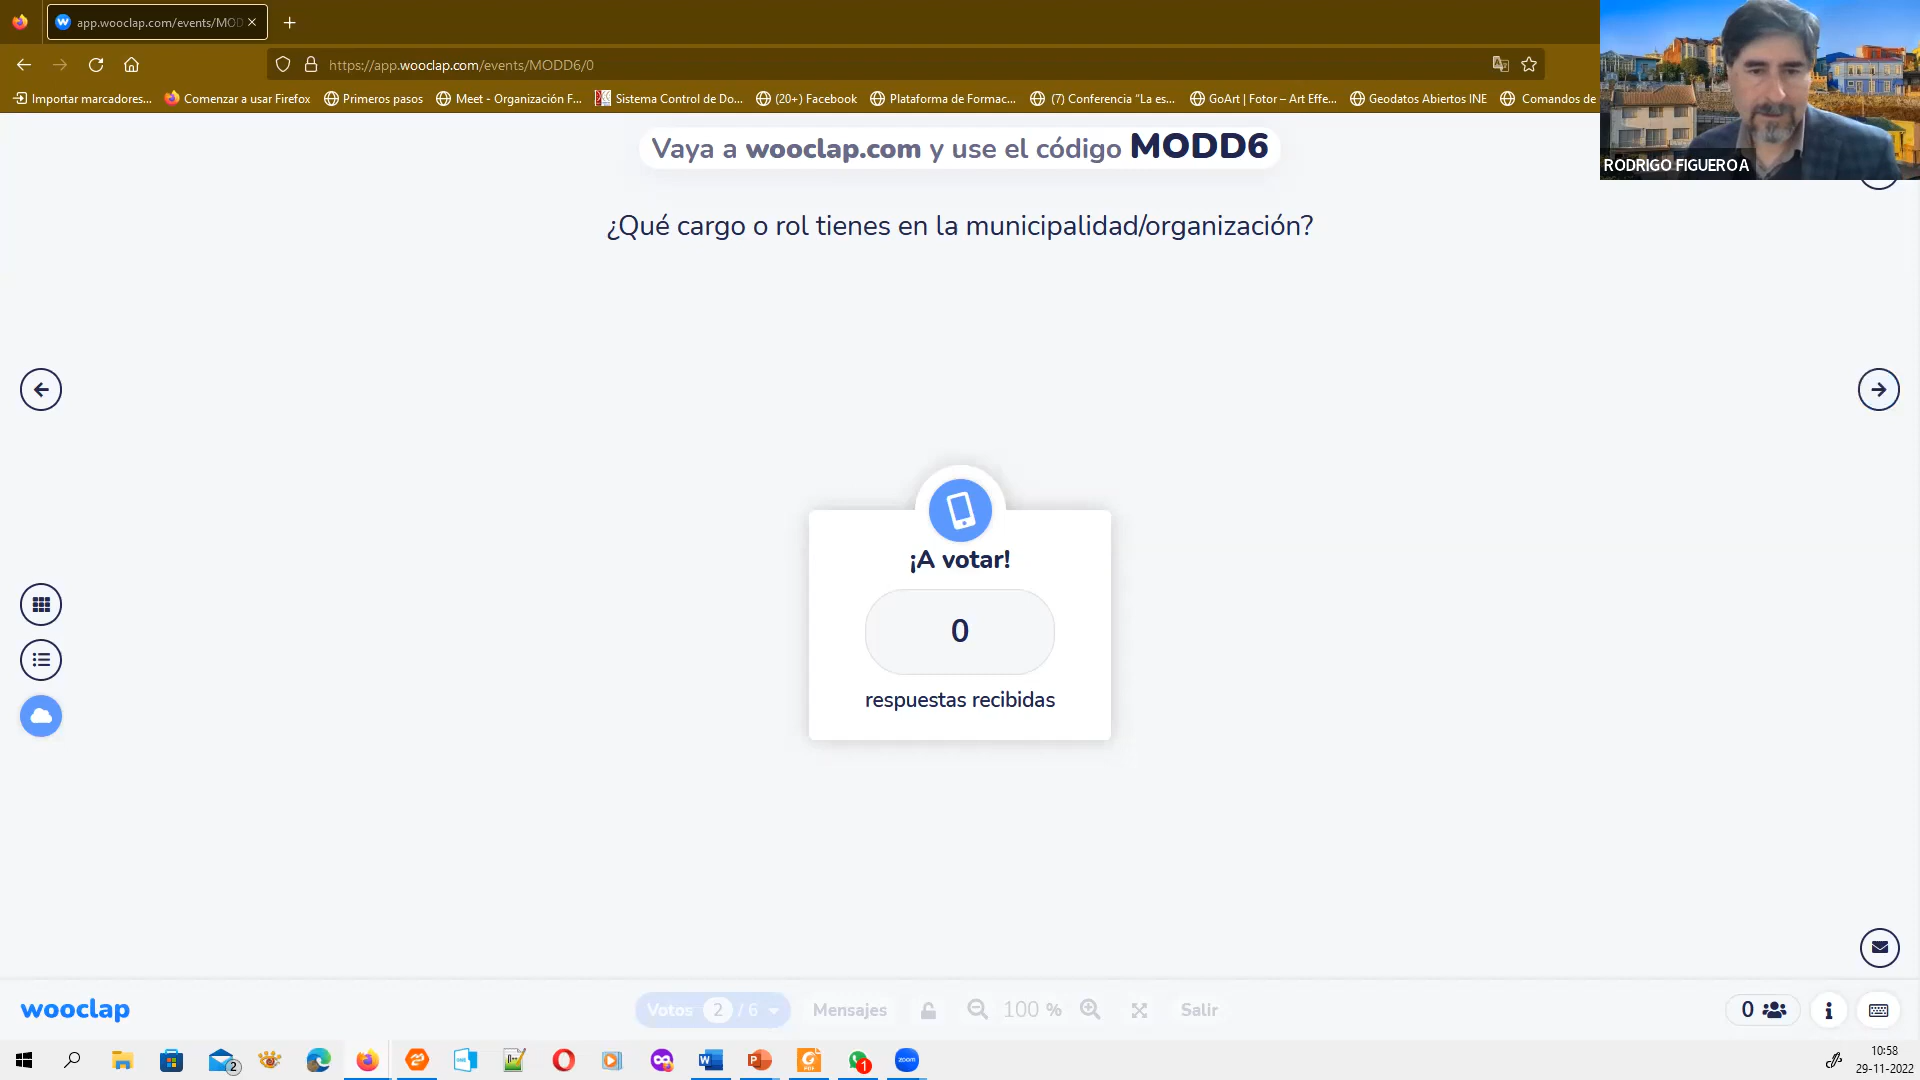 app.wooclap.com/events/MOD
https://app.wooclap.com/events/MODD6/0
Importar marcadores...
Comenzar a usar Firefox
Primeros pasos
Meet - Organización F...
Sistema Control de Do...
(20+) Facebook
Plataforma de Formac...
(7) Conferencia "La es...
GoArt | Fotor – Art Effe...
Geodatos Abiertos INE
Comandos de
RODRIGO FIGUEROA
Vaya a wooclap.com y use el código MODD6
¿Qué cargo o rol tienes en la municipalidad/organización?
¡A votar!
0
respuestas recibidas
wooclap
Votos 2 / 6
Mensajes
100 %
Salir
0
2
1
zoom
10:58
29-11-2022